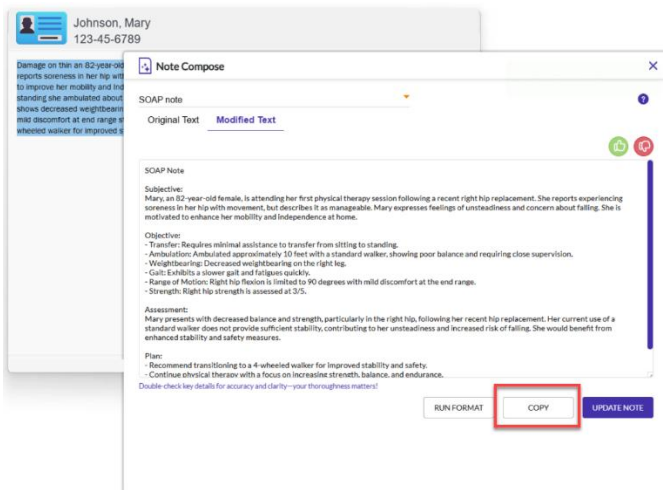 Johnson, Mary
123-45-6789
Damage on thin an 82-year-old
reports soreness in her hip with
to improve her mobility and ind
standing she ambulated about
shows decreased weightbearin
mild discomfort at end range s
wheeled walker for improved s
Note Compose
SOAP note
Original Text Modified Text
SOAP Note
Subjective:
Mary, an 82-year-old female, is attending her first physical therapy session following a recent right hip replacement. She reports experiencing
soreness in her hip with movement, but describes it as manageable. Mary expresses feelings of unsteadiness and concern about falling. She is
motivated to enhance her mobility and independence at home.
Objective:
- Transfer: Requires minimal assistance to transfer from sitting to standing.
- Ambulation: Ambulated approximately 10 feet with a standard walker, showing poor balance and requiring close supervision.
- Weightbearing: Decreased weightbearing on the right leg.
- Gait: Exhibits a slower gait and fatigues quickly.
- Range of Motion: Right hip flexion is limited to 90 degrees with mild discomfort at the end range.
- Strength: Right hip strength is assessed at 3/5.
Assessment:
Mary presents with decreased balance and strength, particularly in the right hip, following her recent hip replacement. Her current use of a
standard walker does not provide sufficient stability, contributing to her unsteadiness and increased risk of falling. She would benefit from
enhanced stability and safety measures.
Plan:
- Recommend transitioning to a 4-wheeled walker for improved stability and safety.
- Continue physical therapy with a focus on increasing strength, balance, and endurance.
Double-check key details for accuracy and clarity—your thoroughness matters!
RUN FORMAT COPY UPDATE NOTE